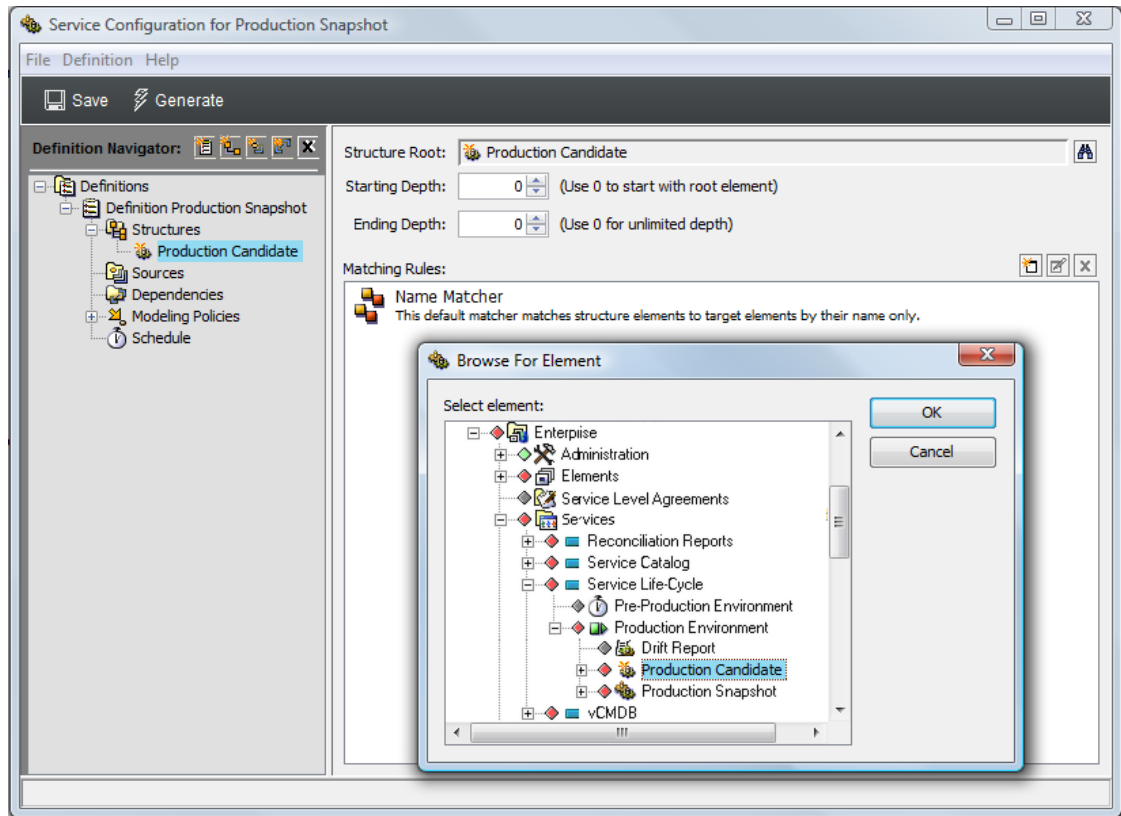 Service Configuration for Production Snapshot
File Definition Help
Save Generate
Definition Navigator:
Definitions
Definition Production Snapshot
Structures
Production Candidate
Sources
Dependencies
Modeling Policies
Schedule
Structure Root: Production Candidate
Starting Depth: 0 (Use 0 to start with root element)
Ending Depth: 0 (Use 0 for unlimited depth)
Matching Rules:
Name Matcher
This default matcher matches structure elements to target elements by their name only.
Browse For Element
Select element:
Enterprise
Administration
Elements
Service Level Agreements
Services
Reconciliation Reports
Service Catalog
Service Life-Cycle
Pre-Production Environment
Production Environment
Drift Report
Production Candidate
Production Snapshot
vCMDB
OK
Cancel